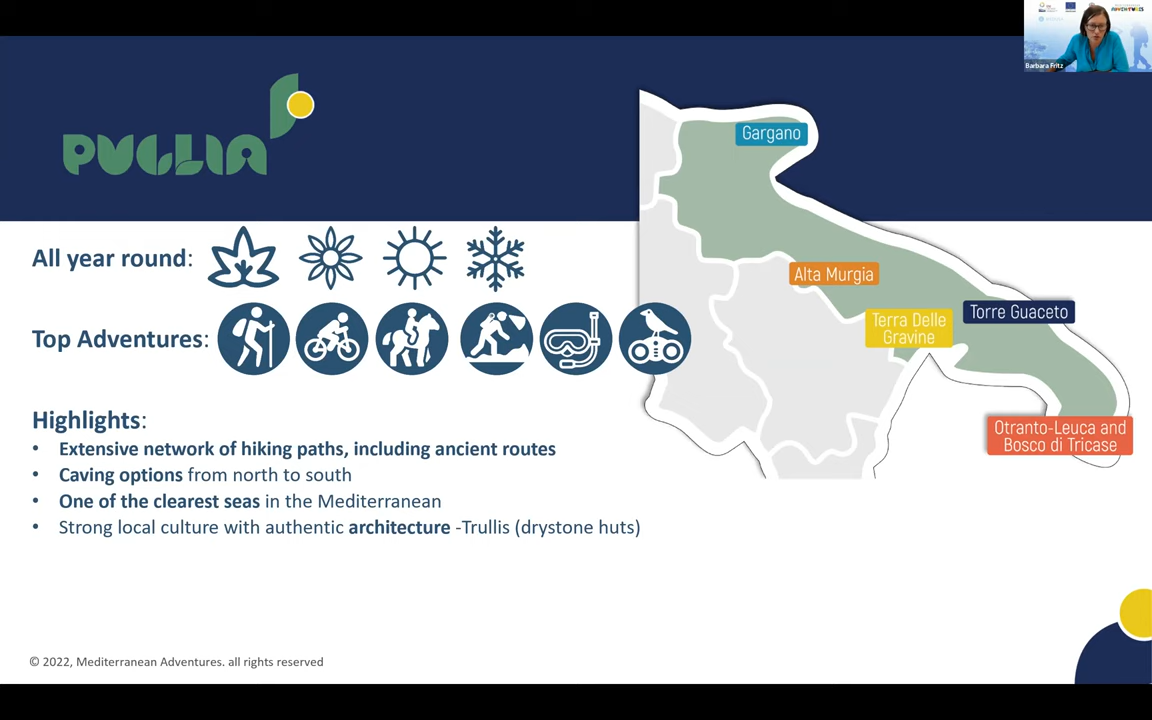 PUGLIA
All year round:
Top Adventures:
Highlights:
• Extensive network of hiking paths, including ancient routes
• Caving options from north to south
• One of the clearest seas in the Mediterranean
• Strong local culture with authentic architecture -Trullis (drystone huts)
Gargano
Alta Murgia
Terra Delle
Gravine
Torre Guaceto
Otranto-Leuca and
Bosco di Tricase
© 2022, Mediterranean Adventures. all rights reserved
Barbara Fritz